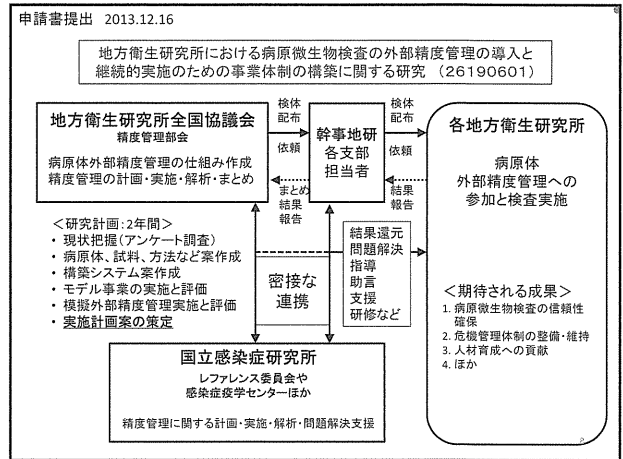 申請書提出 2013.12.16
地方衛生研究所における病原微生物検査の外部精度管理の導入と
継続的実施のための事業体制の構築に関する研究 (26190601)
地方衛生研究所全国協議会
精度管理部会
病原体外部精度管理の仕組み作成
精度管理の計画・実施・解析・まとめ
検体
配布
依頼
まとめ
結果
報告
幹事地研
各支部
担当者
検体
配布
依頼
結果
報告
各地方衛生研究所
病原体
外部精度管理への
参加と検査実施
<研究計画:2年間>
・ 現状把握(アンケート調査)
・ 病原体、試料、方法など案作成
・ 構築システム案作成
・ モデル事業の実施と評価
・ 模擬外部精度管理実施と評価
・ 実施計画案の策定
密接な
連携
結果還元
問題解決
指導
助言
支援
研修など
<期待される成果>
1. 病原微生物検査の信頼性
確保
2. 危機管理体制の整備・維持
3. 人材育成への貢献
4. ほか
国立感染症研究所
レファレンス委員会や
感染症疫学センターほか
精度管理に関する計画・実施・解析・問題解決支援